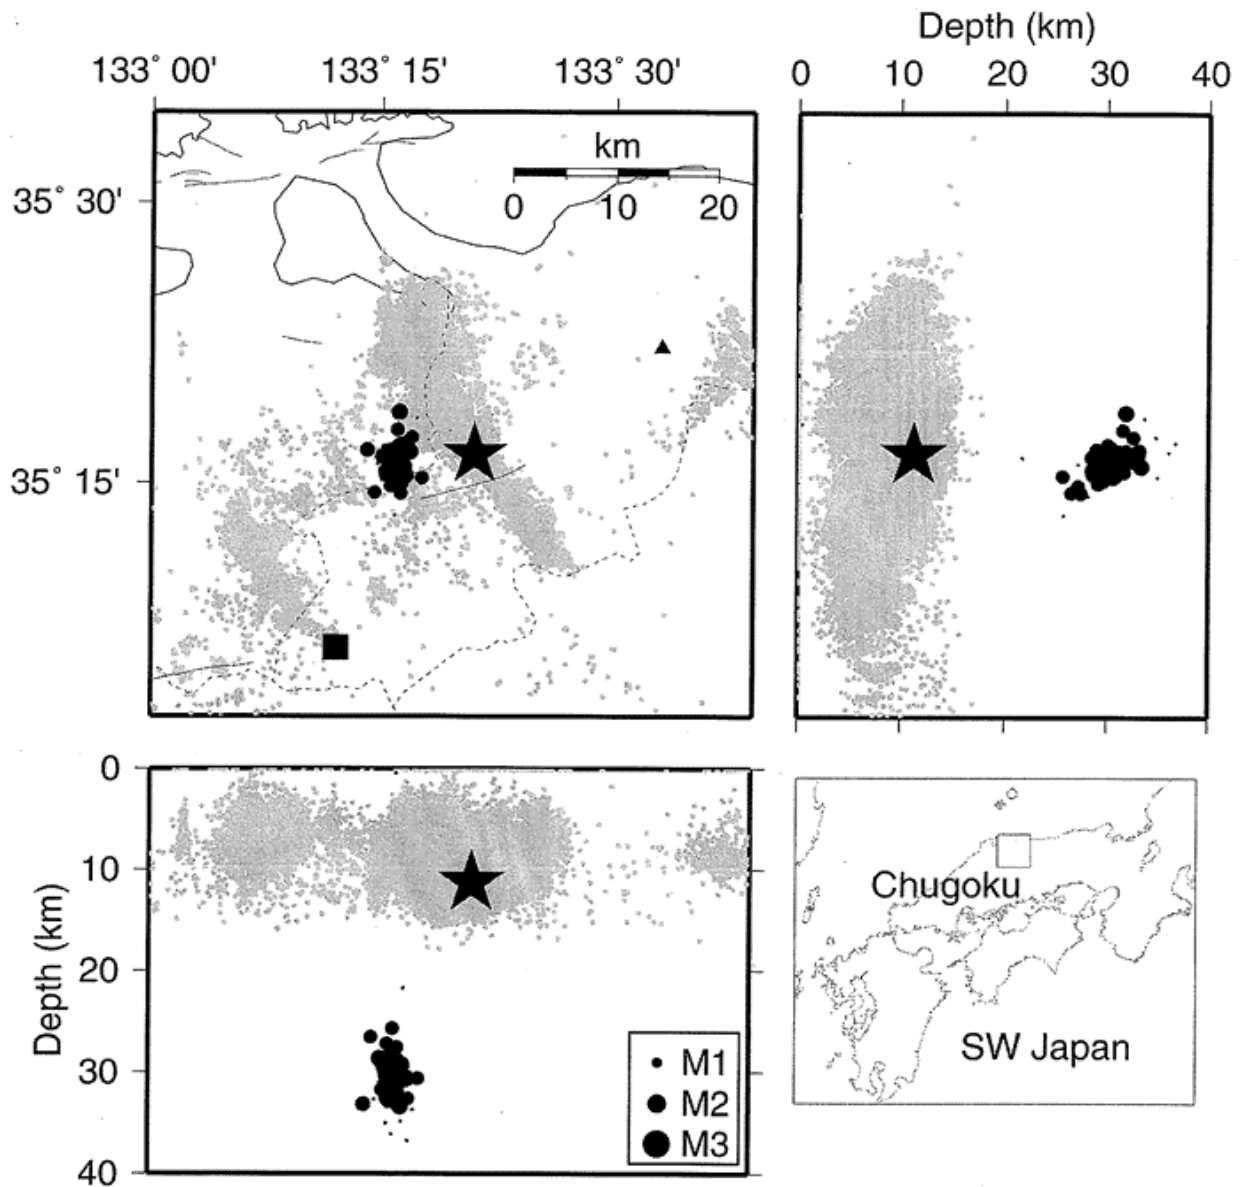 Depth (km)
133° 00' 133° 15' 133° 30'
0 10 20 30 40
km
0 10 20
35° 30'
35° 15'
0
10
20
30
40
Depth (km)
M1
M2
M3
Chugoku
SW Japan